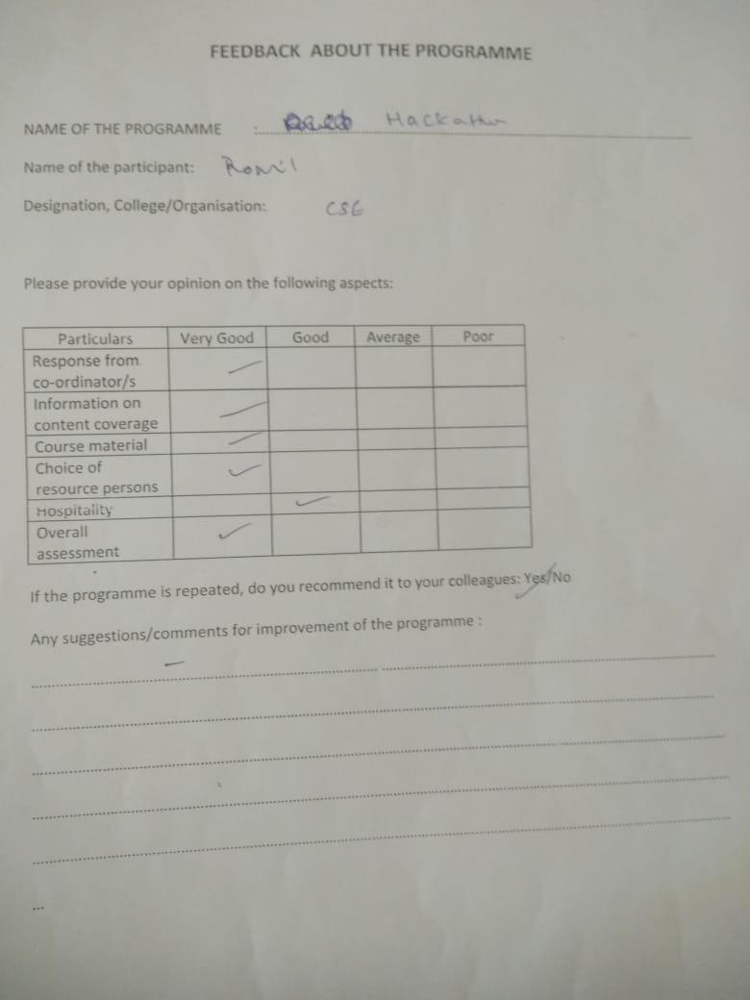 FEEDBACK ABOUT THE PROGRAMME
NAME OF THE PROGRAMME : Hackathon
Name of the participant: Romil
Designation, College/Organisation: CSE
Please provide your opinion on the following aspects:
Particulars Very Good Good Average Poor
Response from
co-ordinator/s ✓
Information on
content coverage ✓
Course material ✓
Choice of
resource persons ✓
Hospitality ✓
Overall
assessment ✓
If the programme is repeated, do you recommend it to your colleagues: Yes/No ✓
Any suggestions/comments for improvement of the programme :
–
...